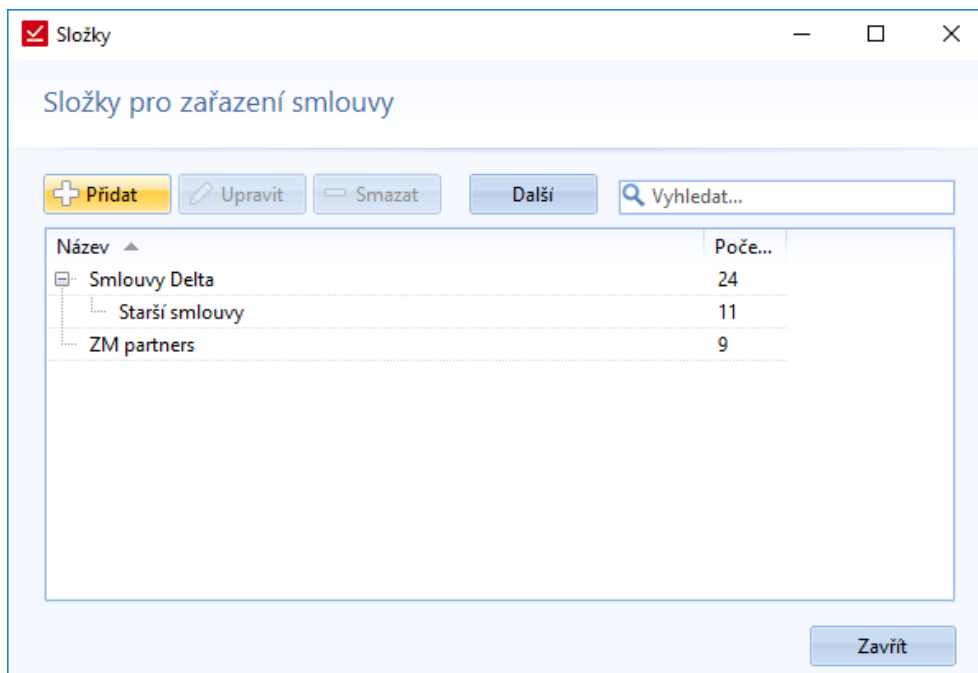 Složky
Složky pro zařazení smlouvy
Přidat Upravit Smazat Další Vyhledat...
Název Poče...
Smlouvy Delta 24
Starší smlouvy 11
ZM partners 9
Zavřít